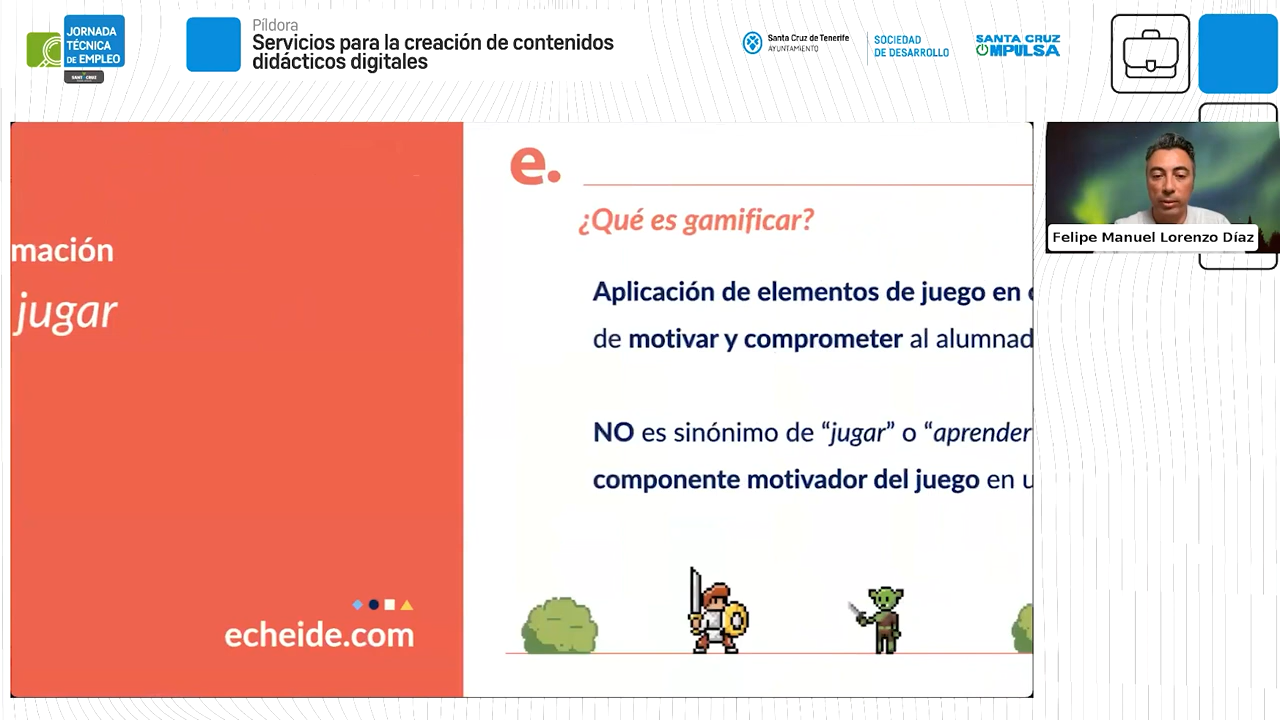 JORNADA
TÉCNICA
DE EMPLEO
Píldora
Servicios para la creación de contenidos
didácticos digitales
Santa Cruz de Tenerife
AYUNTAMIENTO
SOCIEDAD
DE DESARROLLO
SANTA CRUZ
IMPULSA
mación
jugar
echeide.com
e.
¿Qué es gamificar?
Aplicación de elementos de juego en
de motivar y comprometer al alumnad
NO es sinónimo de “jugar” o “aprender
componente motivador del juego en u
Felipe Manuel Lorenzo Díaz